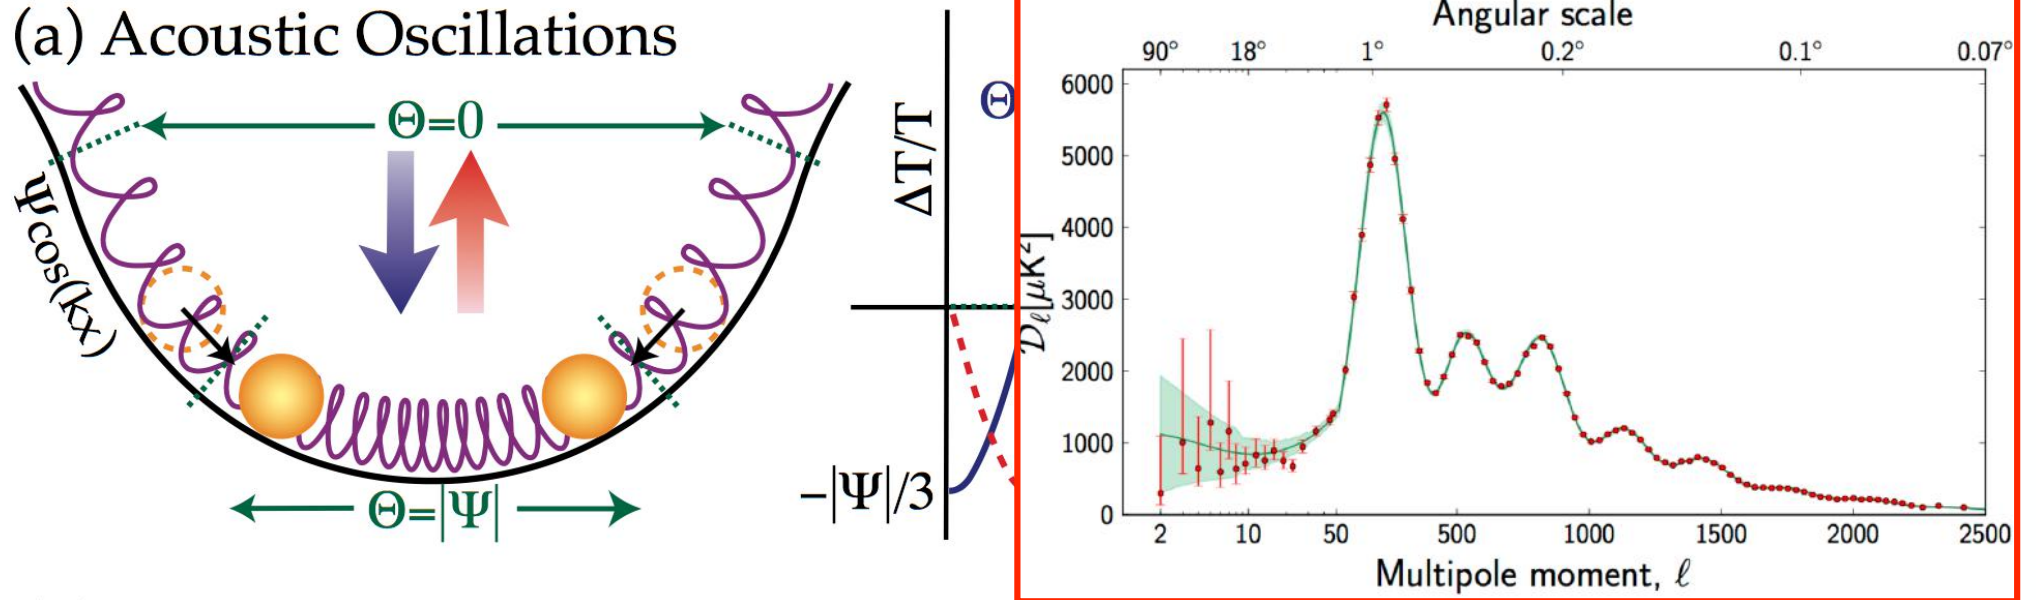 (a) Acoustic Oscillations
Θ=0
Ψcos(kx)
Θ=|Ψ|
ΔT/T
Θ
−|Ψ|/3
Angular scale
90° 18° 1° 0.2° 0.1° 0.07°
𝒟ℓ[μK²]
6000
5000
4000
3000
2000
1000
0
2 10 50 500 1000 1500 2000 2500
Multipole moment, ℓ